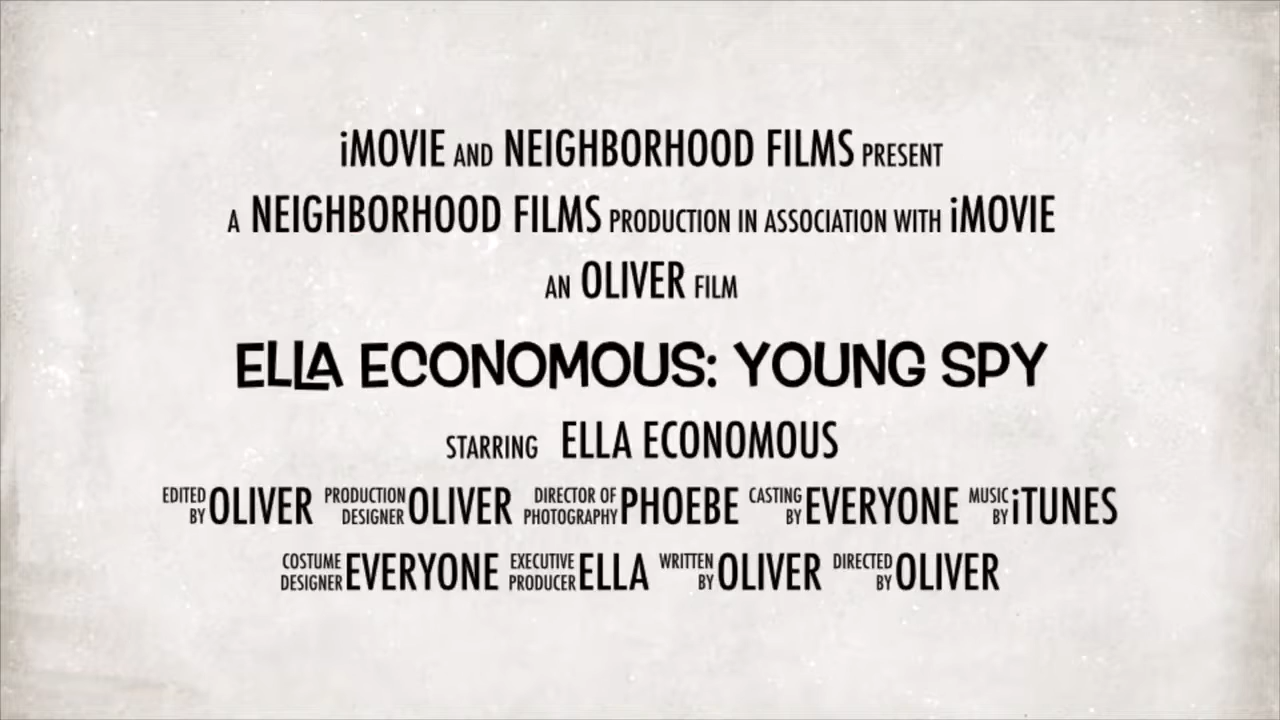 iMOVIE AND NEIGHBORHOOD FILMS PRESENT
A NEIGHBORHOOD FILMS PRODUCTION IN ASSOCIATION WITH iMOVIE
AN OLIVER FILM
ELLA ECONOMOUS: YOUNG SPY
STARRING ELLA ECONOMOUS
EDITED BY OLIVER PRODUCTION DESIGNER OLIVER DIRECTOR OF PHOTOGRAPHY PHOEBE CASTING BY EVERYONE MUSIC BY iTUNES
COSTUME DESIGNER EVERYONE EXECUTIVE PRODUCER ELLA WRITTEN BY OLIVER DIRECTED BY OLIVER